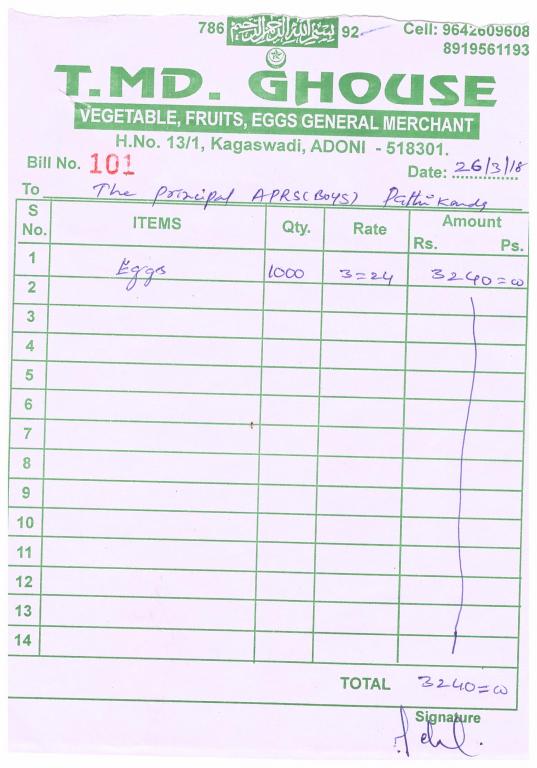 786 بسم الله الرحمن الرحيم 92
Cell: 9642609608
8919561193
T.MD. GHOUSE
VEGETABLE, FRUITS, EGGS GENERAL MERCHANT
H.No. 13/1, Kagaswadi, ADONI - 518301.
Bill No. 101
Date: 26/3/18
To The principal APRS(BOYS) Pathikonda
S No. ITEMS Qty. Rate Amount Rs. Ps.
1 Eggs 1000 3=24 3240=00
2
3
4
5
6
7
8
9
10
11
12
13
14
TOTAL 3240=00
Signature